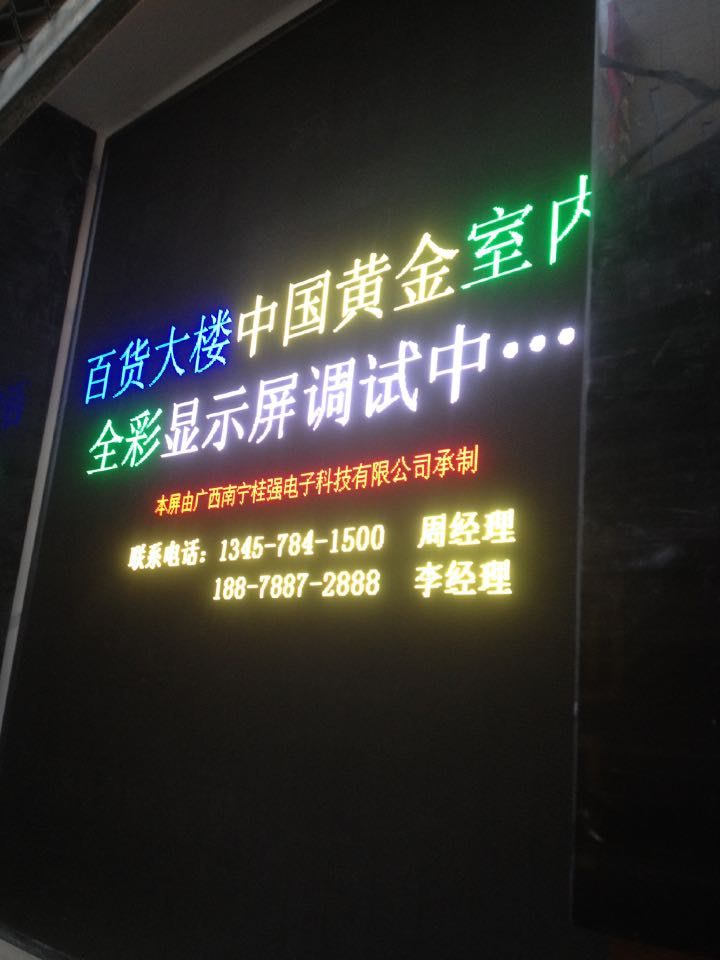 百货大楼中国黄金室内
全彩显示屏调试中···
本屏由广西南宁桂强电子科技有限公司承制
联系电话：1345-784-1500 周经理
188-7887-2888 李经理